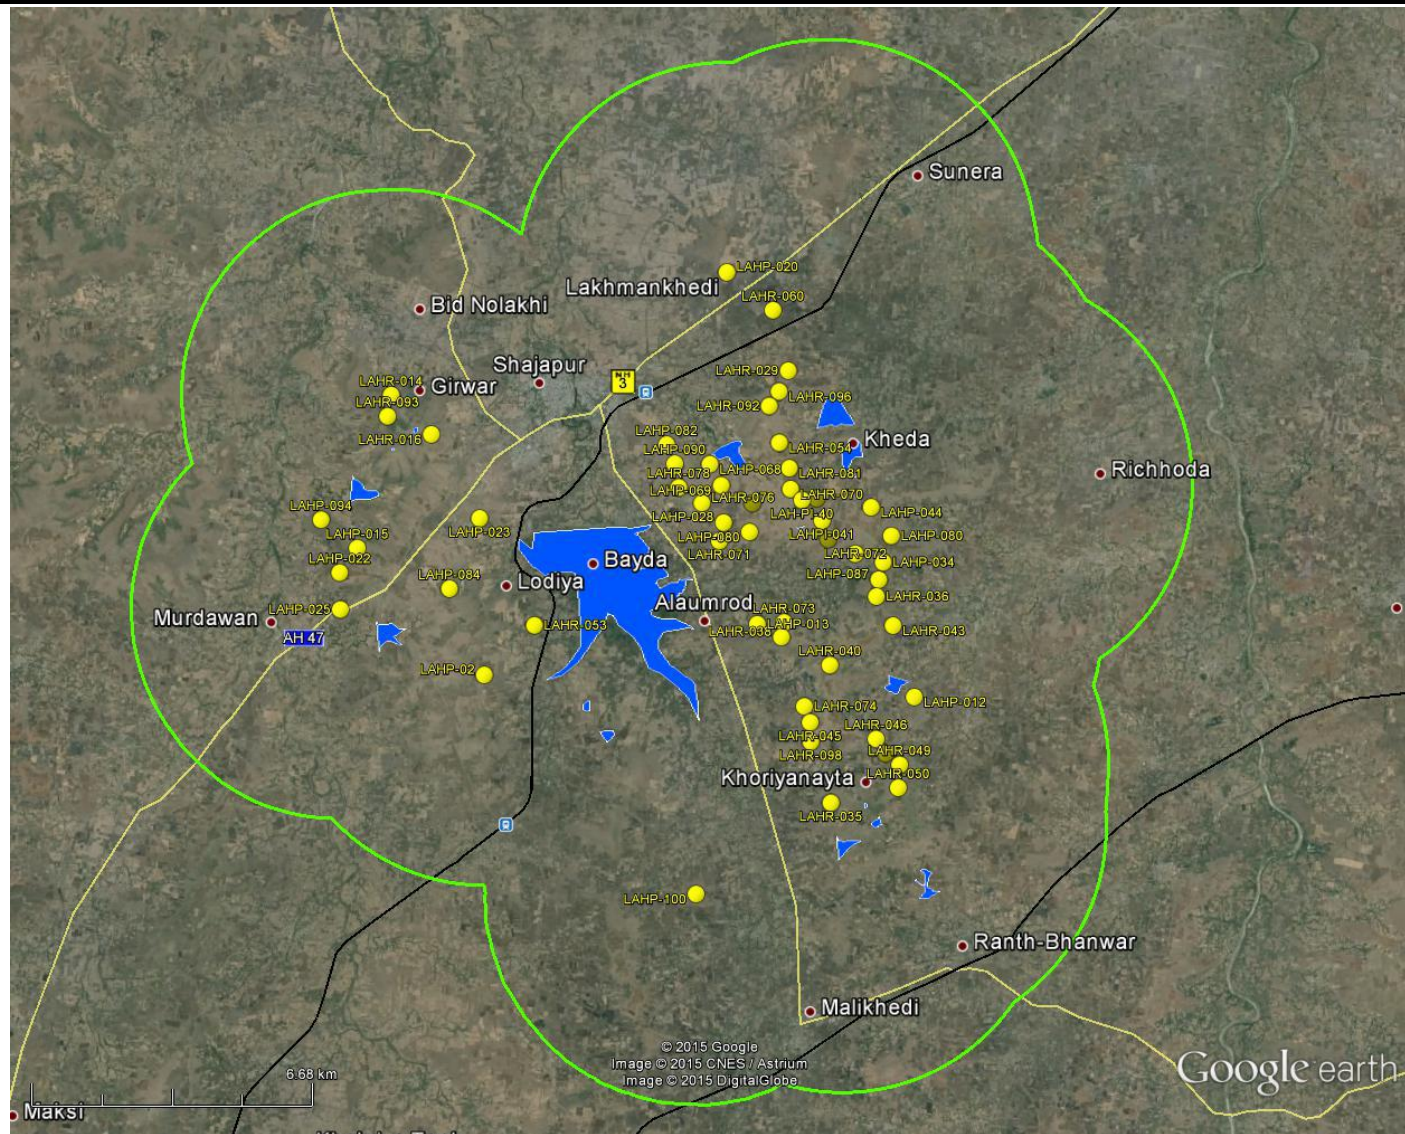 Sunera
LAHP-020
Lakhmankhedi
LAHR-060
Bid Nolakhi
Shajapur
NH
3
LAHR-029
LAHR-014
Girwar
LAHR-096
LAHR-093
LAHR-092
LAHR-016
LAHP-082
Kheda
LAHP-090
LAHR-054
LAHP-068
Richhoda
LAHR-078
LAHR-081
LAHP-069
LAHR-076
LAHR-070
LAHP-094
LAHP-044
LAHP-028
LAH-PI-40
LAHP-023
LAHP-015
LAHP-080
LAHPI-041
LAHP-080
LAHR-071
LAHR-072
LAHP-022
Bayda
LAHP-034
LAHP-084
Lodiya
LAHP-087
LAHR-036
Alaumrod
LAHP-025
LAHR-073
Murdawan
LAHR-053
LAHR-038
LAHP-013
LAHR-043
AH 47
LAHR-040
LAHP-02
LAHP-012
LAHR-074
LAHR-046
LAHR-045
LAHR-098
LAHR-049
Khoriyanayta
LAHR-050
LAHR-035
LAHP-100
Ranth-Bhanwar
Malikhedi
© 2015 Google
Image © 2015 CNES / Astrium
Image © 2015 DigitalGlobe
Google earth
6.68 km
Maksi